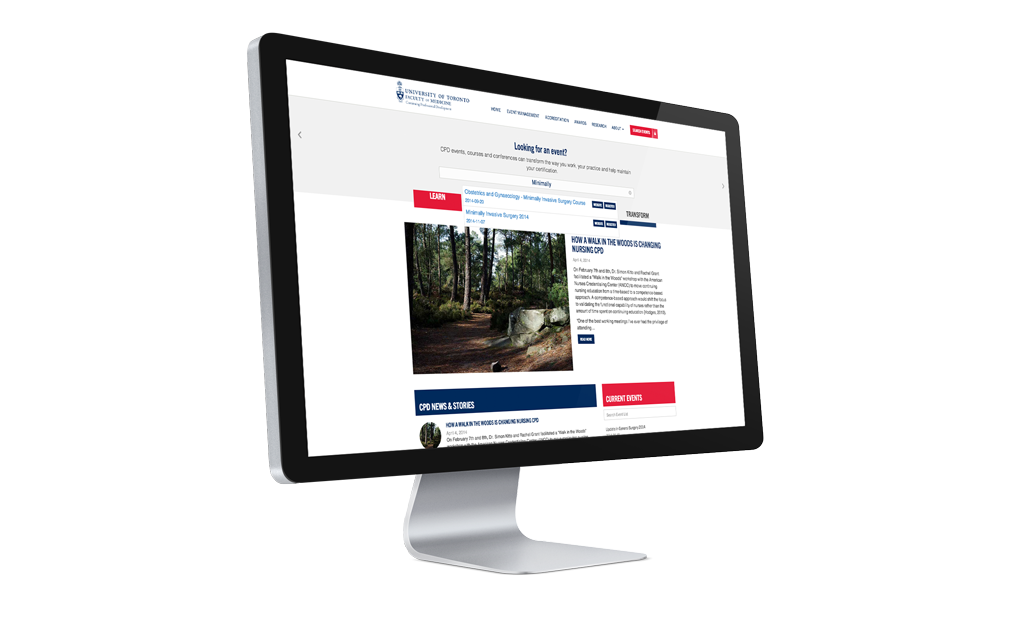 UNIVERSITY OF TORONTO
FACULTY OF MEDICINE
Continuing Professional Development
HOME EVENT MANAGEMENT ACCREDITATION AWARDS RESEARCH ABOUT SEARCH EVENTS
Looking for an event?
CPD events, courses and conferences can transform the way you work, your practice and help maintain
your certification
Minimally
LEARN
Obstetrics and Gynaecology - Minimally Invasive Surgery Course
2014-09-20
WEBSITE REGISTER
Minimally Invasive Surgery 2014
2014-11-07
WEBSITE REGISTER
TRANSFORM
HOW A WALK IN THE WOODS IS CHANGING
NURSING CPD
April 4, 2014
On February 7th and 8th, Dr. Simon Kitto and Rachel Grant
facilitated a "Walk in the Woods" workshop with the American
Nurses Credentialing Center (ANCC) to move continuing
nursing education from a time-based to a competence-based
approach. A competence-based approach would shift the focus
to validating the functional capability of nurses rather than the
amount of time spent on continuing education (Hodges, 2010).
"One of the best working meetings I've ever had the privilege of
attending...
READ MORE
CPD NEWS & STORIES
HOW A WALK IN THE WOODS IS CHANGING NURSING CPD
April 4, 2014
On February 7th and 8th, Dr. Simon Kitto and Rachel Grant facilitated a "Walk in the Woods"
CURRENT EVENTS
Search Event List
Update in General Surgery 2014